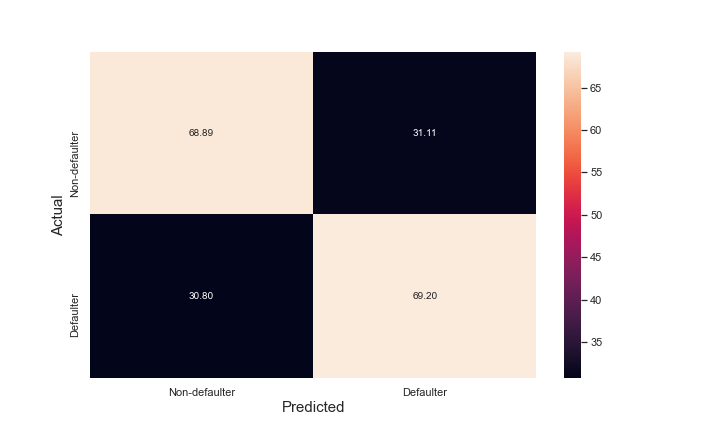 68.89
31.11
30.80
69.20
Actual
Non-defaulter
Defaulter
Non-defaulter
Defaulter
Predicted
65
60
55
50
45
40
35